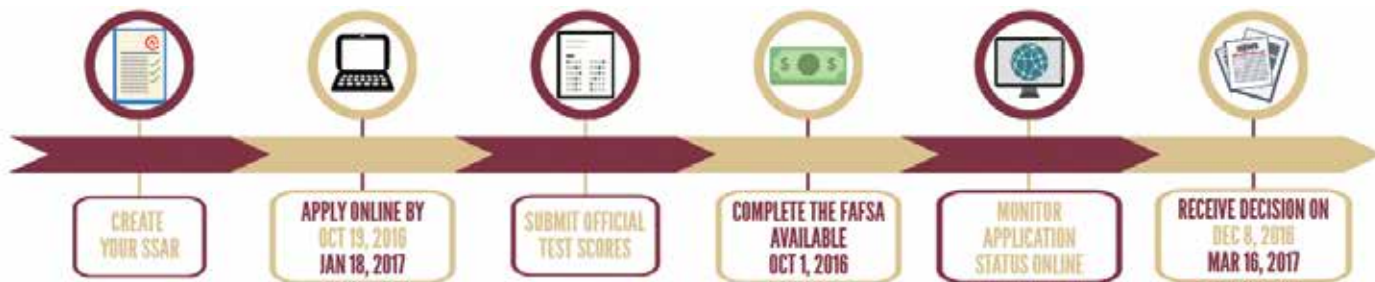 CREATE
YOUR SSAR
APPLY ONLINE BY
OCT 19, 2016
JAN 18, 2017
SUBMIT OFFICIAL
TEST SCORES
COMPLETE THE FAFSA
AVAILABLE
OCT 1, 2016
MONITOR
APPLICATION
STATUS ONLINE
RECEIVE DECISION ON
DEC 8, 2016
MAR 16, 2017
NEWS